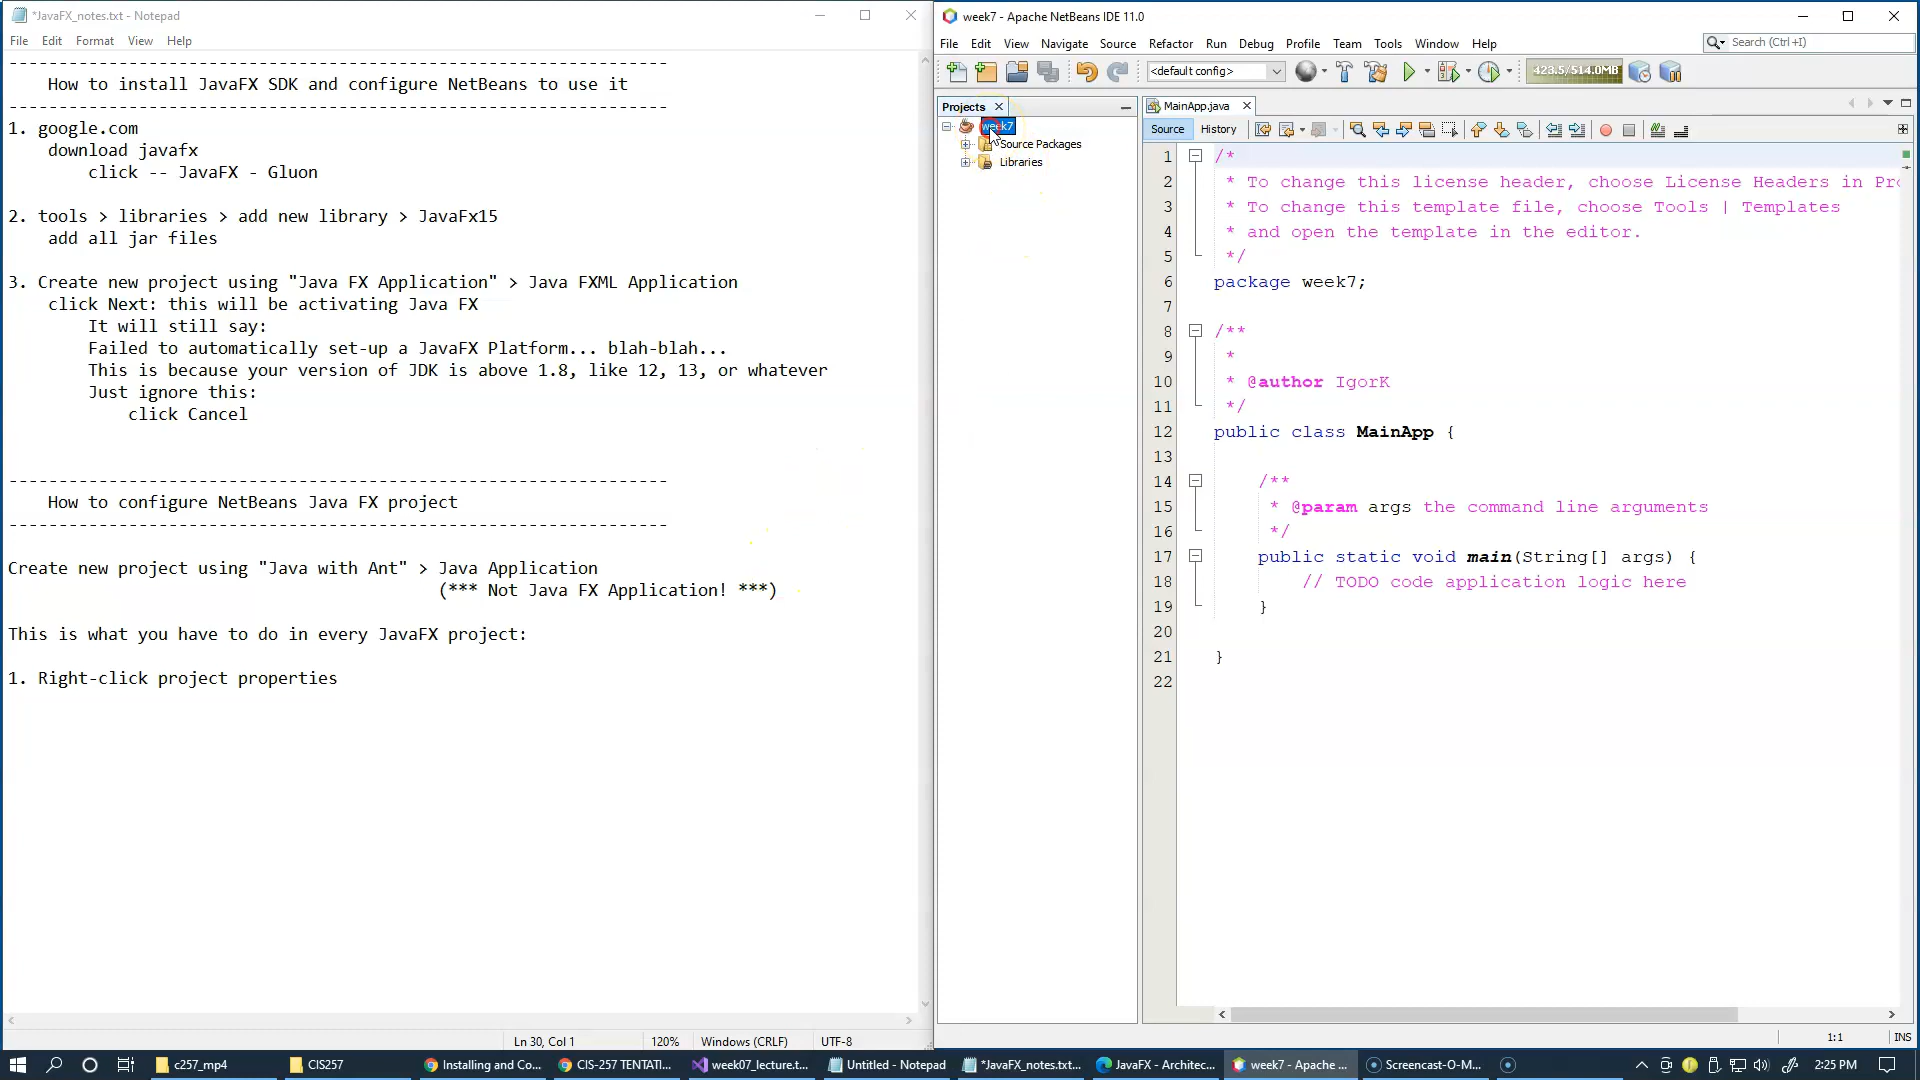 *JavaFX_notes.txt - Notepad
File Edit Format View Help
------------------------------------------------------------------
How to install JavaFX SDK and configure NetBeans to use it
------------------------------------------------------------------
1. google.com
download javafx
click -- JavaFX - Gluon
2. tools > libraries > add new library > JavaFx15
add all jar files
3. Create new project using "Java FX Application" > Java FXML Application
click Next: this will be activating Java FX
It will still say:
Failed to automatically set-up a JavaFX Platform... blah-blah...
This is because your version of JDK is above 1.8, like 12, 13, or whatever
Just ignore this:
click Cancel
------------------------------------------------------------------
How to configure NetBeans Java FX project
------------------------------------------------------------------
Create new project using "Java with Ant" > Java Application
(*** Not Java FX Application! ***)
This is what you have to do in every JavaFX project:
1. Right-click project properties
Ln 30, Col 1 120% Windows (CRLF) UTF-8
week7 - Apache NetBeans IDE 11.0
File Edit View Navigate Source Refactor Run Debug Profile Team Tools Window Help
Search (Ctrl+I)
<default config>
423.5/514.0MB
Projects
week7
Source Packages
Libraries
MainApp.java
Source History
1 /*
2 * To change this license header, choose License Headers in Pro
3 * To change this template file, choose Tools | Templates
4 * and open the template in the editor.
5 */
6 package week7;
7
8 /**
9 *
10 * @author IgorK
11 */
12 public class MainApp {
13
14 /**
15 * @param args the command line arguments
16 */
17 public static void main(String[] args) {
18 // TODO code application logic here
19 }
20
21 }
22
1:1 INS
c257_mp4
CIS257
Installing and Co...
CIS-257 TENTATI...
week07_lecture.t...
Untitled - Notepad
*JavaFX_notes.txt...
JavaFX - Architec...
week7 - Apache ...
Screencast-O-M...
2:25 PM